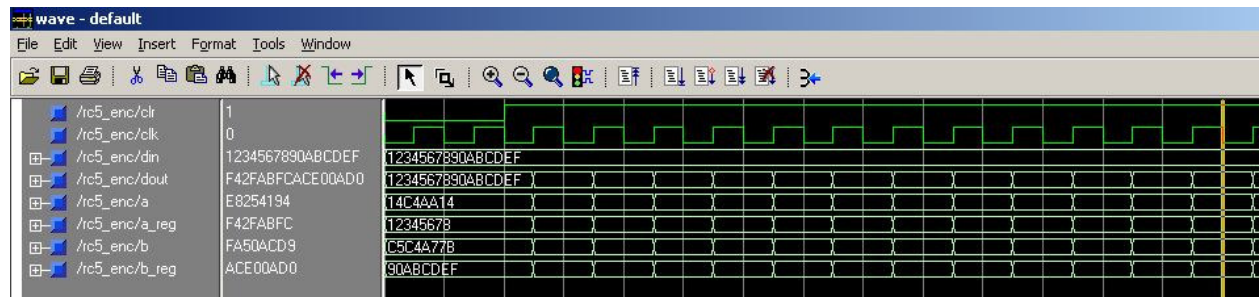 wave - default
File Edit View Insert Format Tools Window
/rc5_enc/clr 1
/rc5_enc/clk 0
/rc5_enc/din 1234567890ABCDEF 1234567890ABCDEF
/rc5_enc/dout F42FABFCACE00AD0 1234567890ABCDEF
/rc5_enc/a E8254194 14C4AA14
/rc5_enc/a_reg F42FABFC 12345678
/rc5_enc/b FA50ACD9 C5C4A77B
/rc5_enc/b_reg ACE00AD0 90ABCDEF